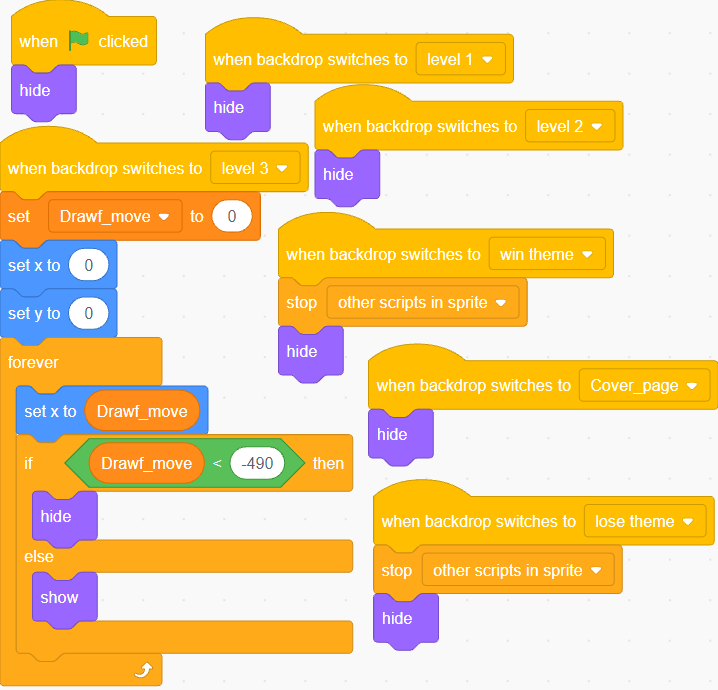 when clicked
hide
when backdrop switches to level 1
hide
when backdrop switches to level 2
hide
when backdrop switches to level 3
set Drawf_move to 0
set x to 0
set y to 0
forever
set x to Drawf_move
if Drawf_move < -490 then
hide
else
show
when backdrop switches to win theme
stop other scripts in sprite
hide
when backdrop switches to Cover_page
hide
when backdrop switches to lose theme
stop other scripts in sprite
hide